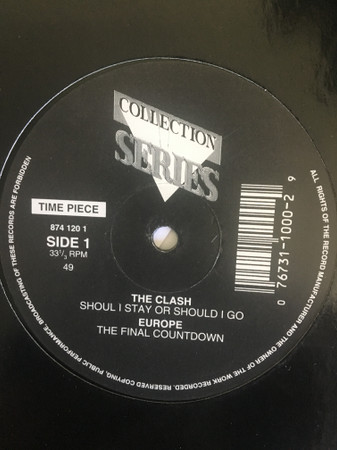 COLLECTION
SERIES
TIME PIECE
874 120 1
SIDE 1
33⅓ RPM
49
THE CLASH
SHOUL I STAY OR SHOULD I GO
EUROPE
THE FINAL COUNTDOWN
0 76731-1000-2 9
ALL RIGHTS OF THE RECORD MANUFACTURER AND THE OWNER OF THE WORK RECORDED, RESERVED COPYING, PUBLIC PERFORMANCE, BROADCASTING OF THESE RECORDS ARE FORBIDDEN